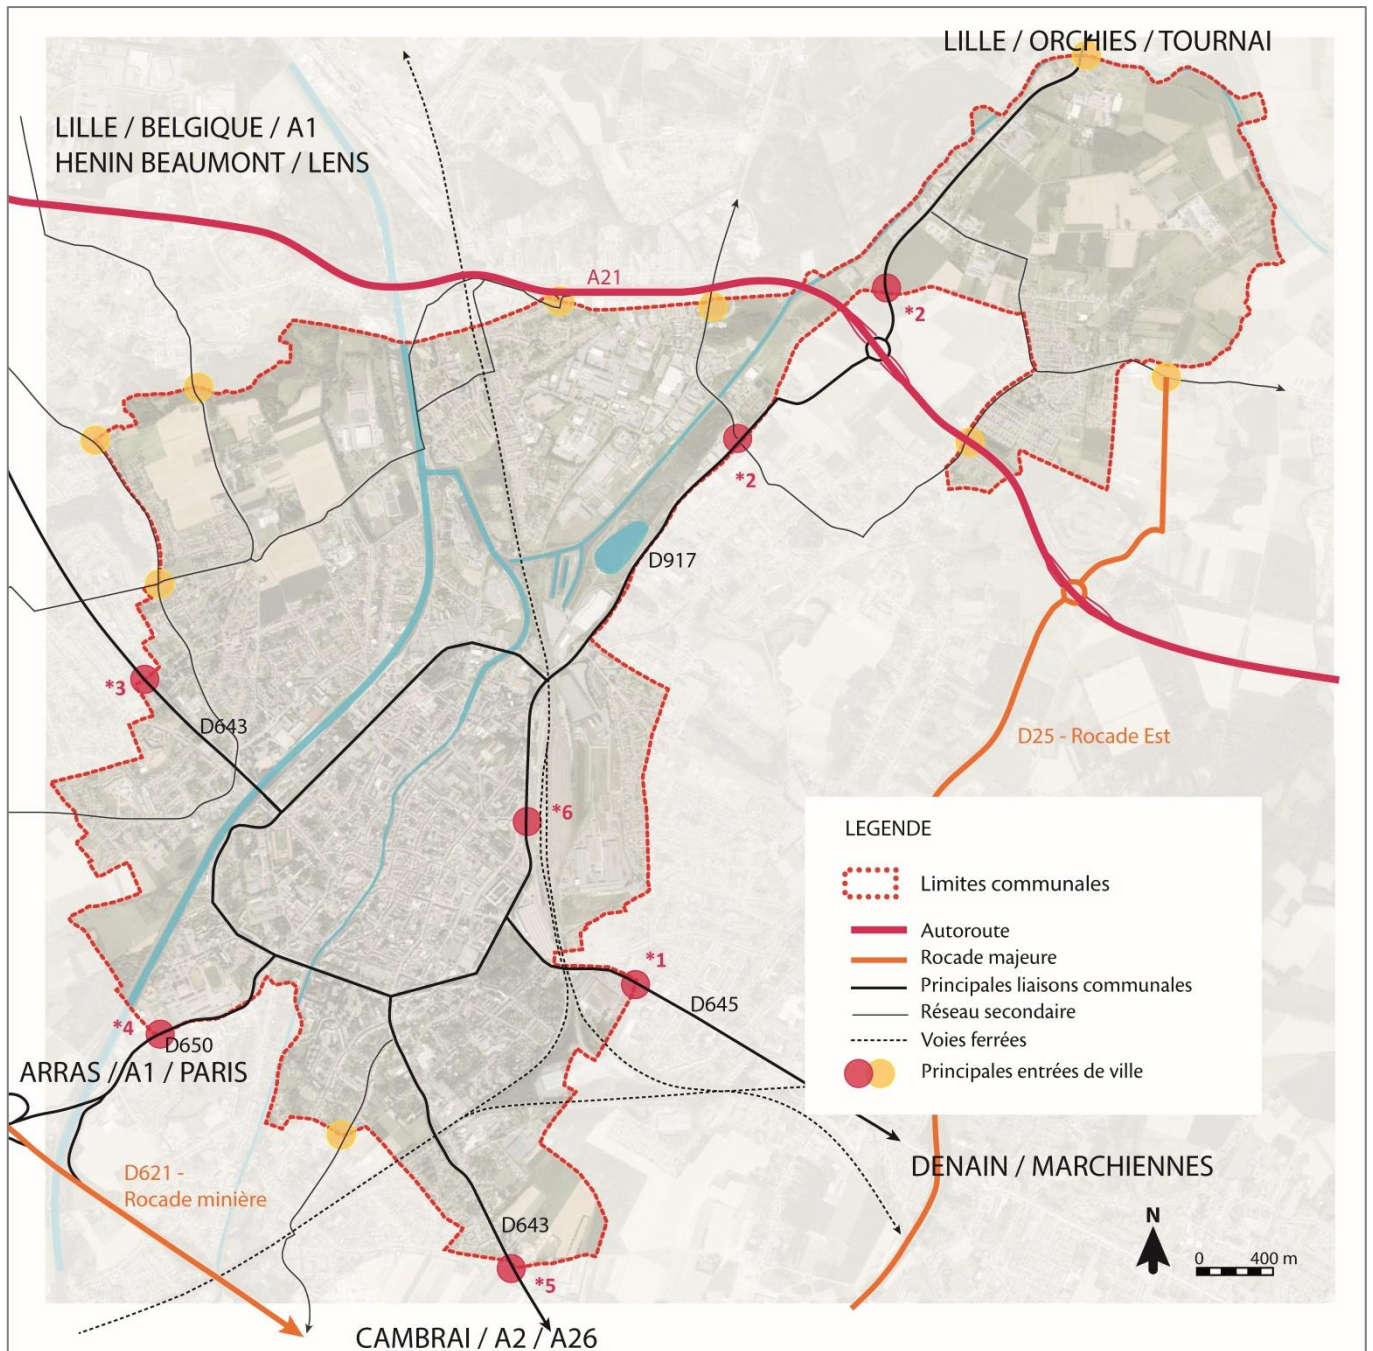 LILLE / ORCHIES / TOURNAI
LILLE / BELGIQUE / A1
HENIN BEAUMONT / LENS
A21
*2
*2
D917
*3
D643
D25 - Rocade Est
*6
LEGENDE
Limites communales
Autoroute
Rocade majeure
Principales liaisons communales
Réseau secondaire
Voies ferrées
Principales entrées de ville
*1
D645
*4
D650
ARRAS / A1 / PARIS
DENAIN / MARCHIENNES
D621 -
Rocade minière
D643
*5
N
0 400 m
CAMBRAI / A2 / A26